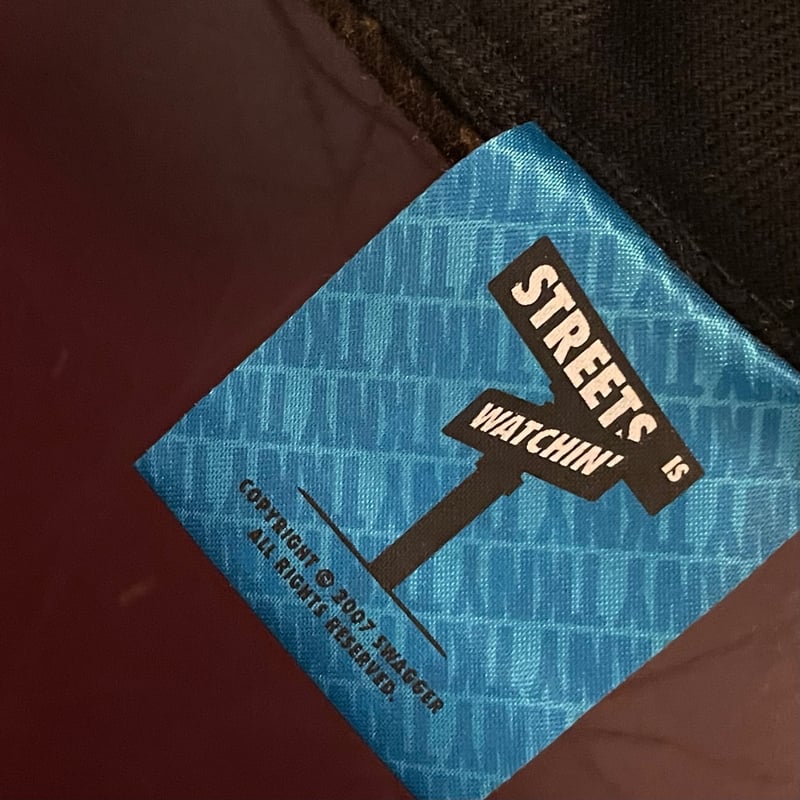 STREETS IS
WATCHIN'
COPYRIGHT © 2007 SWAGGER
ALL RIGHTS RESERVED.